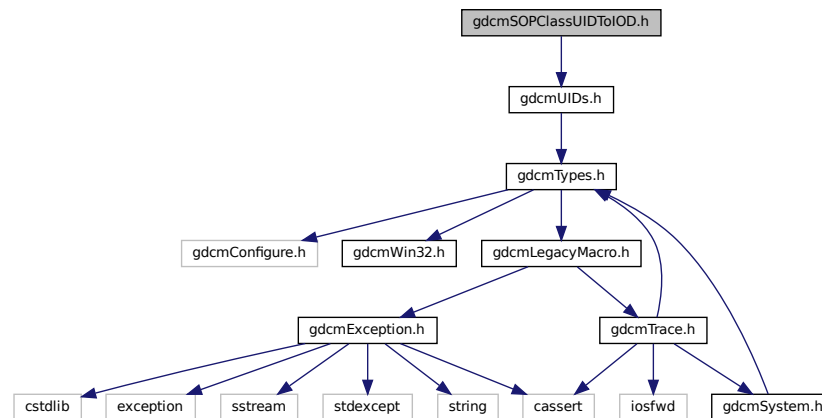 gdcmSOPClassUIDToIOD.h
gdcmUIDs.h
gdcmTypes.h
gdcmConfigure.h
gdcmWin32.h
gdcmLegacyMacro.h
gdcmException.h
gdcmTrace.h
cstdlib
exception
sstream
stdexcept
string
cassert
iosfwd
gdcmSystem.h